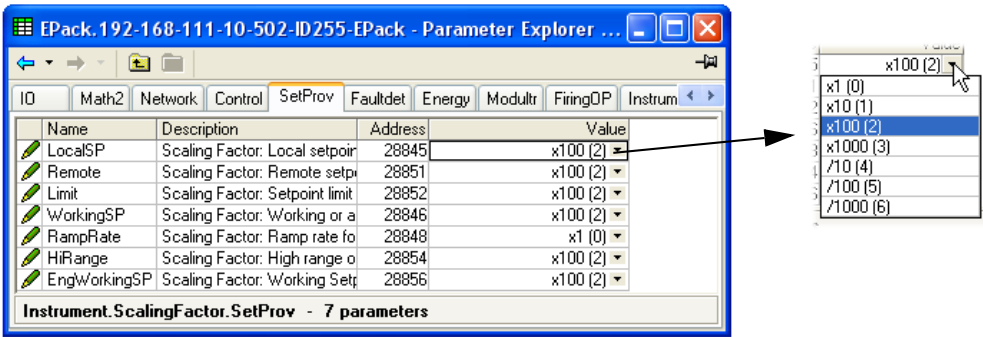 EPack.192-168-111-10-502-ID255-EPack - Parameter Explorer ...
IO Math2 Network Control SetProv Faultdet Energy Modultr FiringOP Instrum
Name Description Address Value
LocalSP Scaling Factor: Local setpoin 28845 x100 (2)
Remote Scaling Factor: Remote setp 28851 x100 (2)
Limit Scaling Factor: Setpoint limit 28852 x100 (2)
WorkingSP Scaling Factor: Working or a 28846 x100 (2)
RampRate Scaling Factor: Ramp rate fo 28848 x1 (0)
HiRange Scaling Factor: High range o 28854 x100 (2)
EngWorkingSP Scaling Factor: Working Setp 28856 x100 (2)
Instrument.ScalingFactor.SetProv - 7 parameters
x100 (2)
x1 (0)
x10 (1)
x100 (2)
x1000 (3)
/10 (4)
/100 (5)
/1000 (6)